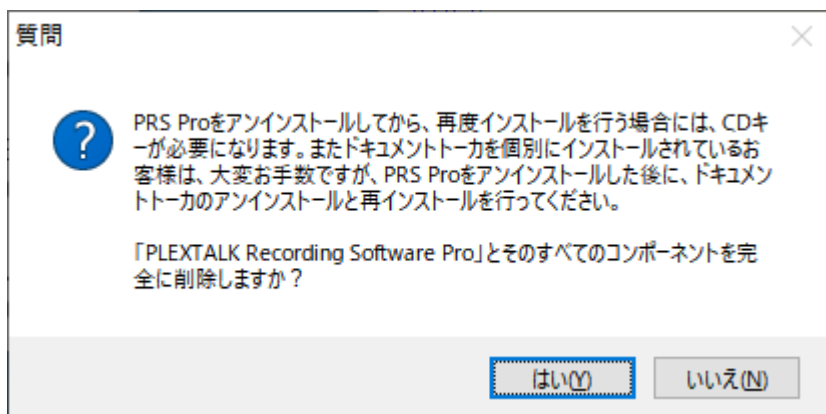 質問
PRS Proをアンインストールしてから、再度インストールを行う場合には、CDキ
ーが必要になります。またドキュメントトーカを個別にインストールされているお
客様は、大変お手数ですが、PRS Proをアンインストールした後に、ドキュメン
トトーカのアンインストールと再インストールを行ってください。
「PLEXTALK Recording Software Pro」とそのすべてのコンポーネントを完
全に削除しますか？
はい(Y)
いいえ(N)